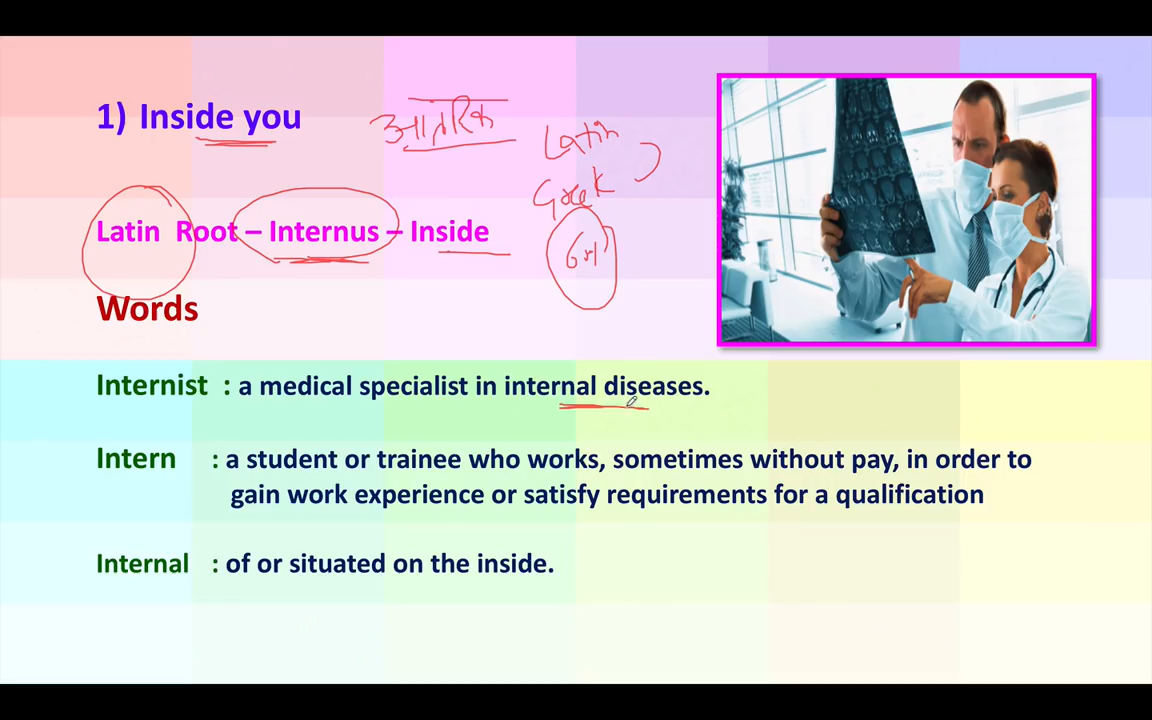 1) Inside you
आन्तरिक
Latin
Greek
Latin Root – Internus – Inside
Words
Internist : a medical specialist in internal diseases.
Intern : a student or trainee who works, sometimes without pay, in order to
gain work experience or satisfy requirements for a qualification
Internal : of or situated on the inside.